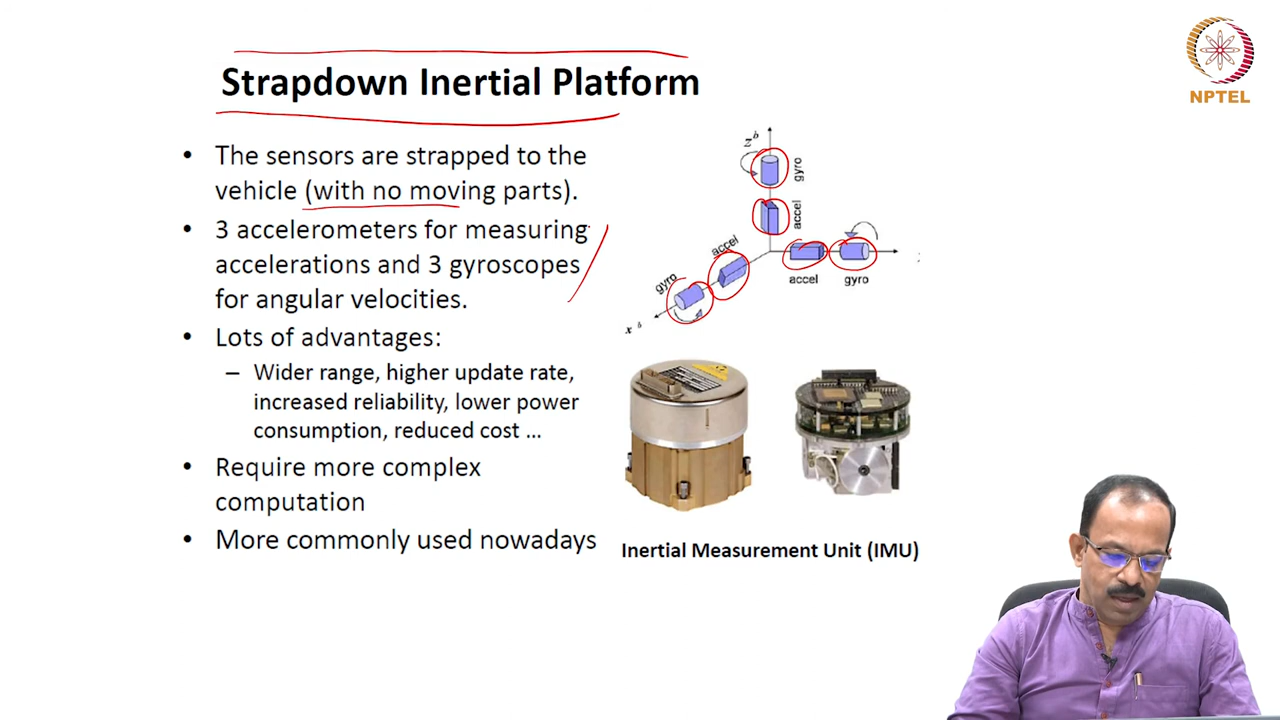 Strapdown Inertial Platform
NPTEL
• The sensors are strapped to the
vehicle (with no moving parts).
• 3 accelerometers for measuring
accelerations and 3 gyroscopes
for angular velocities.
• Lots of advantages:
– Wider range, higher update rate,
increased reliability, lower power
consumption, reduced cost ...
• Require more complex
computation
• More commonly used nowadays
z b
gyro
accel
accel
gyro
accel
gyro
x b
Inertial Measurement Unit (IMU)